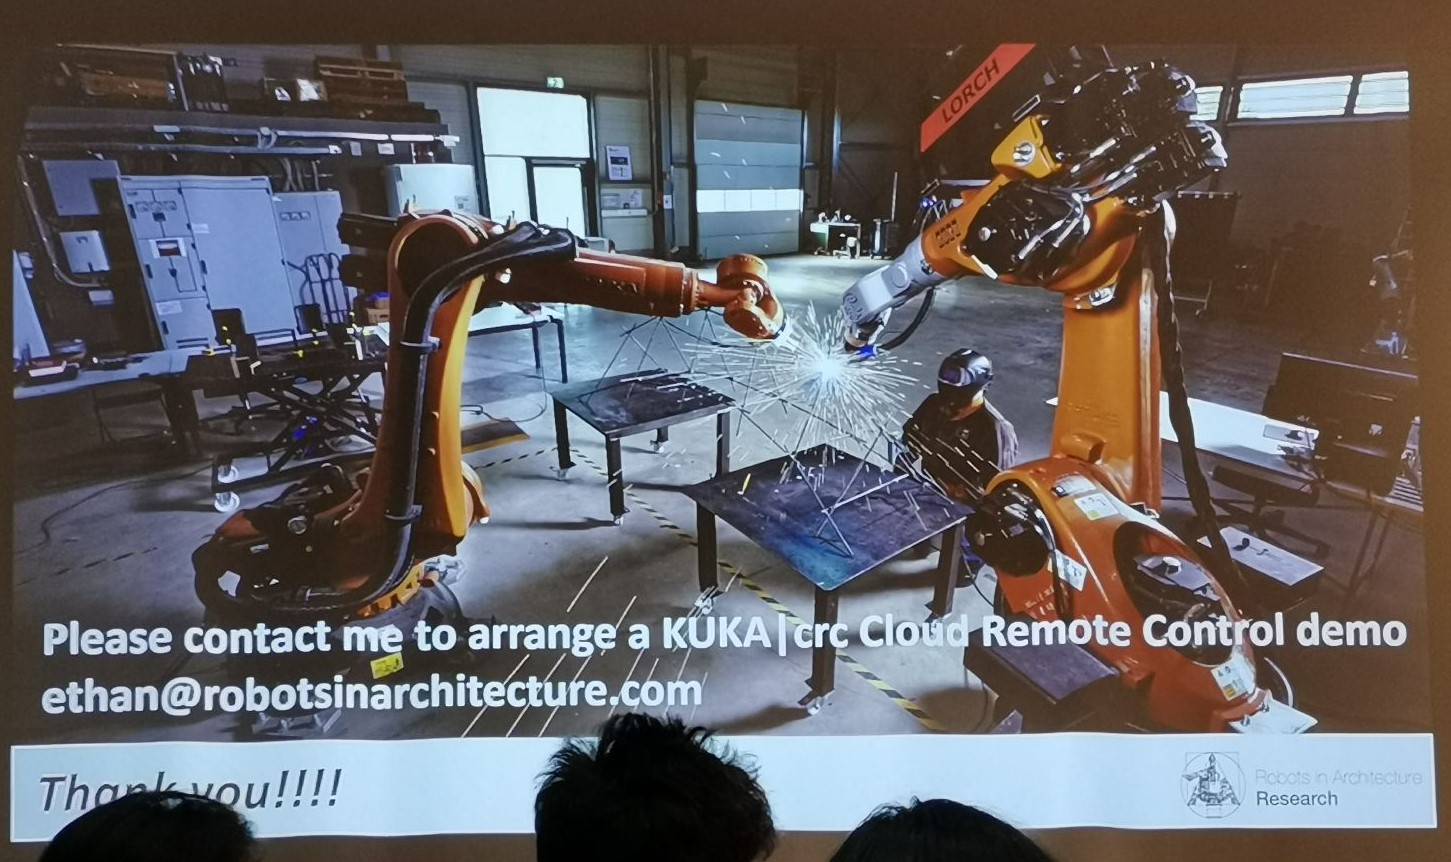 LORCH
Please contact me to arrange a KUKA|crc Cloud Remote Control demo
ethan@robotsinarchitecture.com
Thank you!!!!
Robots in Architecture
Research